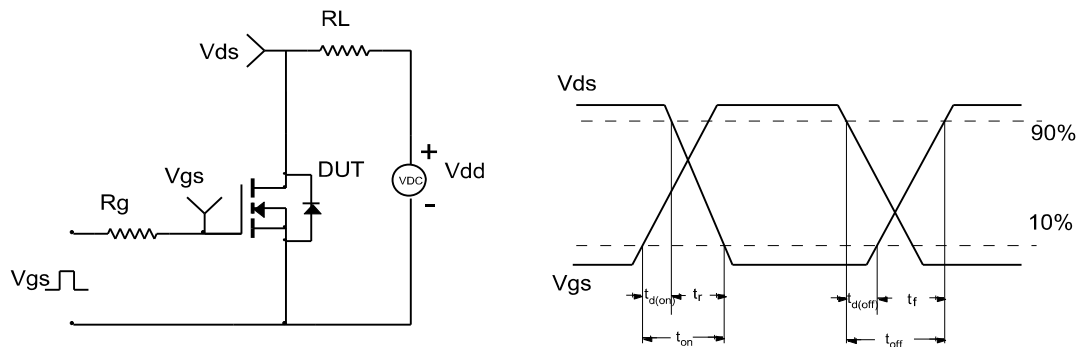 RL
Vds
DUT
VDC
+
Vdd
-
Vgs
Rg
Vgs
Vds
90%
10%
Vgs
td(on)
tr
td(off)
tf
ton
toff